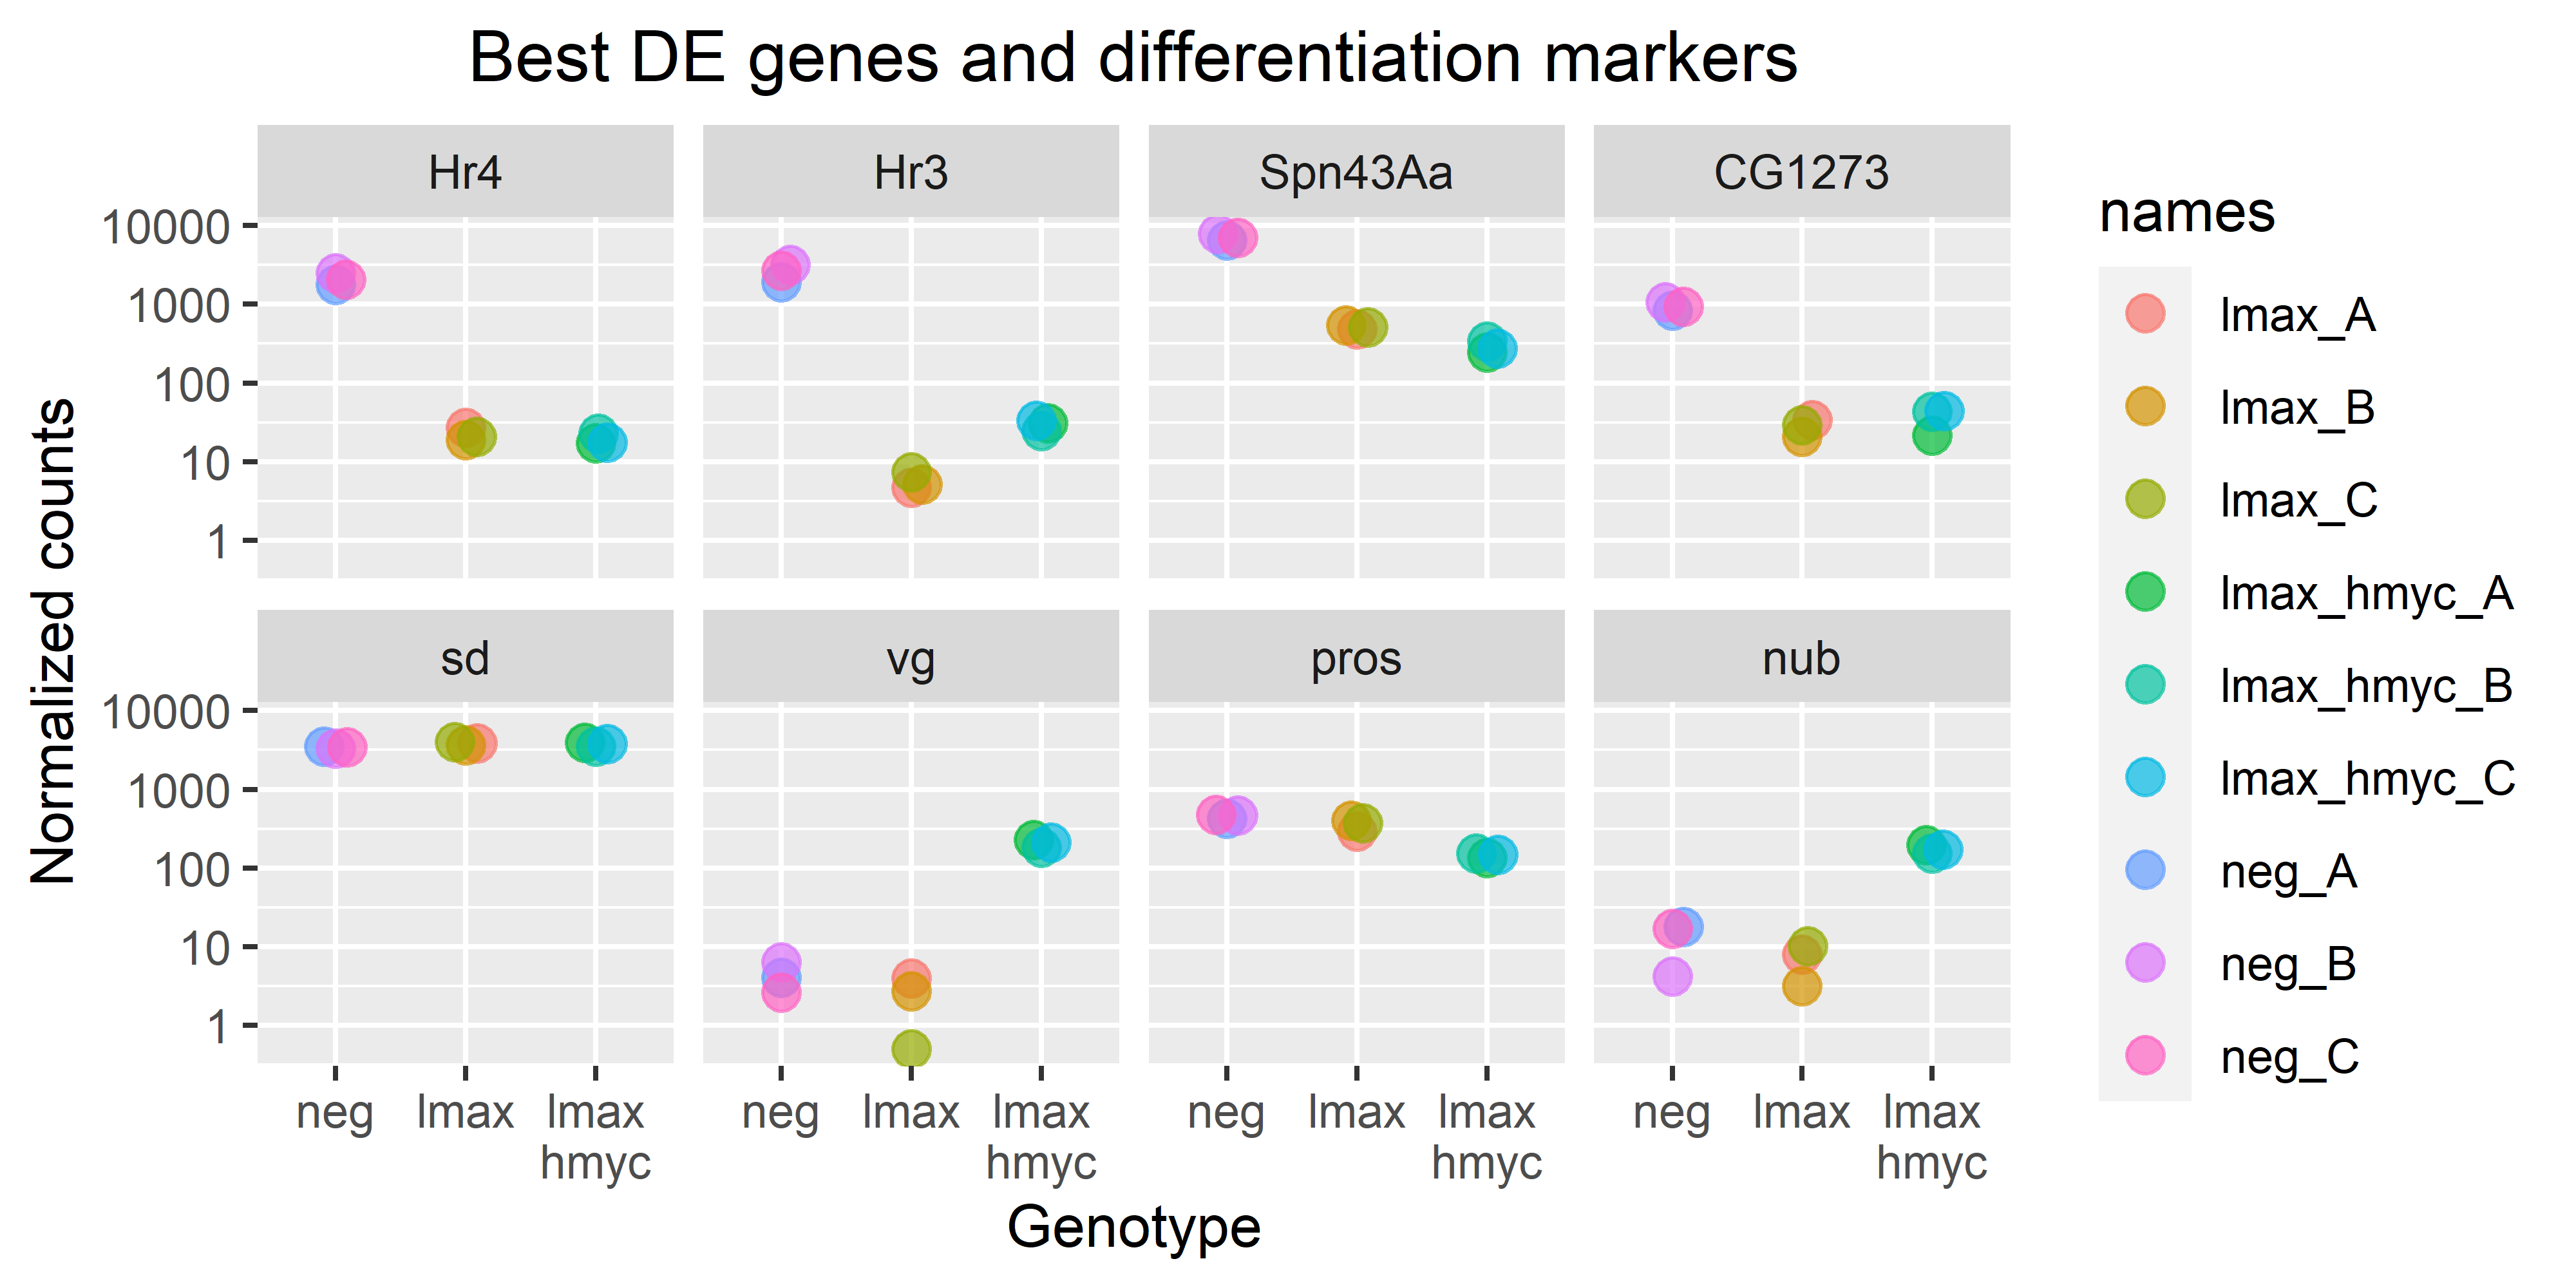 Best DE genes and differentiation markers
Hr4
Hr3
Spn43Aa
CG1273
10000
1000
100
10
1
sd
vg
pros
nub
10000
1000
100
10
1
Normalized counts
neg lmax lmax hmyc
neg lmax lmax hmyc
neg lmax lmax hmyc
neg lmax lmax hmyc
Genotype
names
lmax_A
lmax_B
lmax_C
lmax_hmyc_A
lmax_hmyc_B
lmax_hmyc_C
neg_A
neg_B
neg_C